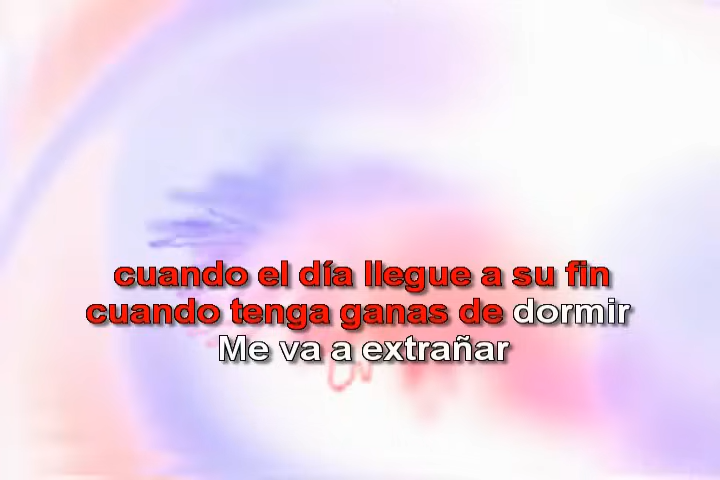 cuando el día llegue a su fin
cuando tenga ganas de dormir
Me va a extrañar